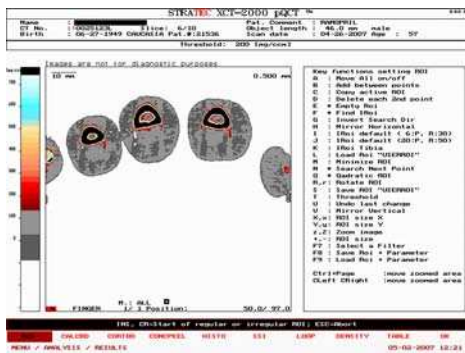 STRATEC XCT-2000 pQCT
Name :
Pat. Comment : RAMSMRIL
CT No. : 0025123L Slice: 6/10
Object length : 46.0 mm male
Birth : 06-27-1949 CAUCASIA Pat.#:21536
Scan date : 04-26-2007 Age : 57
Threshold: 200 [mg/ccm]
Images are not for diagnostic purposes
10 mm
0.500 mm
Key functions setting ROI
A : Move All on/off
B : Add between points
C : Copy active ROI
D : Delete each 2nd point
E * Empty Roi
F * Find IRoi
G : Invert Search Dir
H : Mirror Horizontal
I : IRoi default
J : IRoi default
K : IRoi Tibia
L : Load Roi "USERROI"
M : Minimize ROI
N * Search Next Point
Q * Quadratic ROI
R,r: Rotate ROI
S : Save ROI "USERROI"
T : Threshold
U : Undo last change
V : Mirror Vertical
X,x: ROI size X
Y,y: ROI size Y
z,Z: Zoom image
+,-: ROI size
F7 : Select a Filter
F8 : Save Roi + Parameter
F9 : Load Roi + Parameter
Ctrl+Page :move zoomed area
CLeft CRight :move zoomed area
FINGER
M.: ALL
1/ 1 Position:
50.0/ 97.0
INS, CR=Start of regular or irregular ROI; ESC=Abort
CALCBD
CONTBD
CONCPEEL
HISTO
SSI
LOOP
DENSITY
TABLE
MENU / ANALYSIS / RESULTS
05-02-2007 12:21